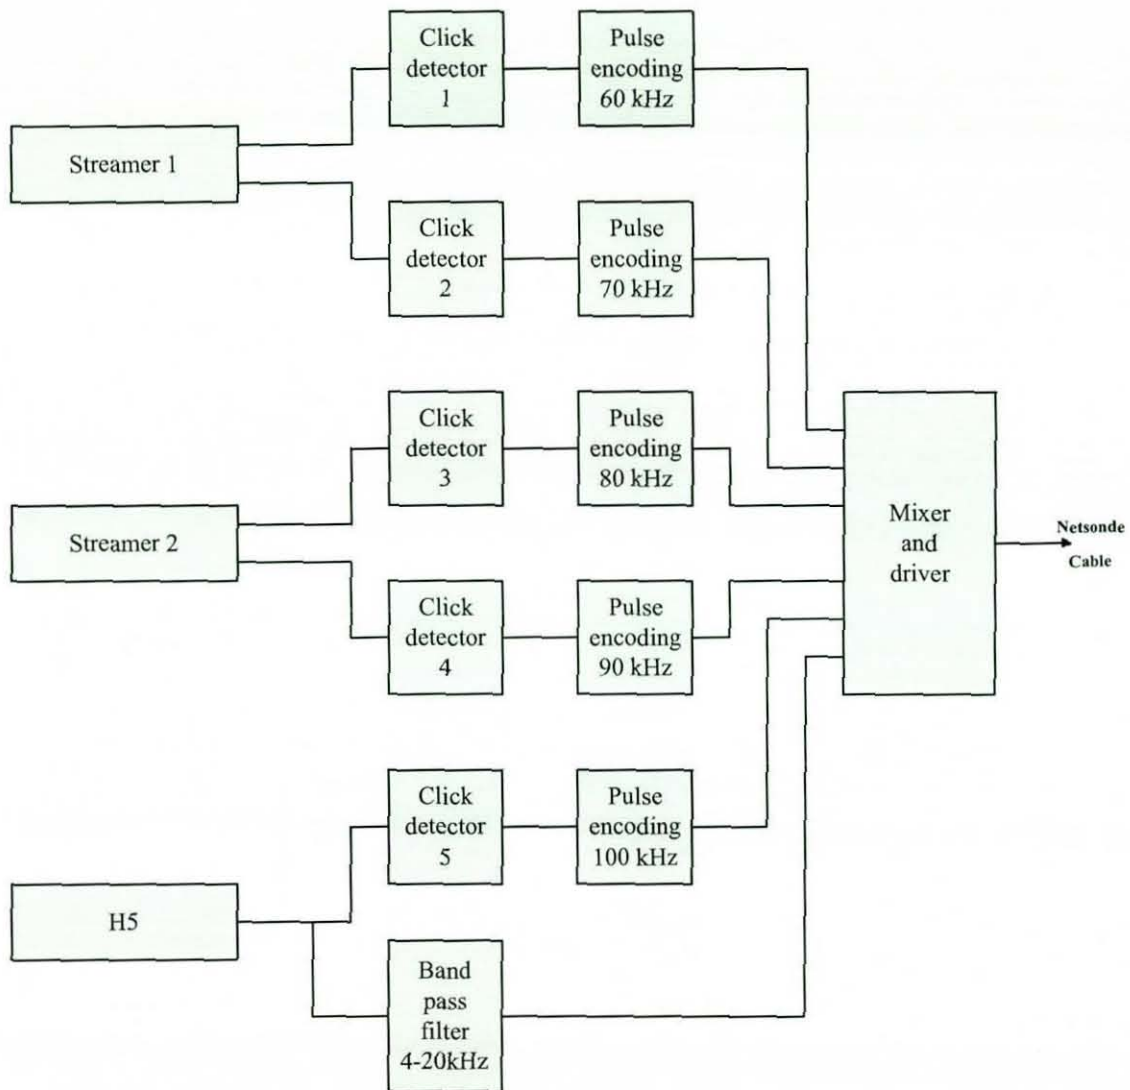 Click
detector
1
Pulse
encoding
60 kHz
Streamer 1
Click
detector
2
Pulse
encoding
70 kHz
Click
detector
3
Pulse
encoding
80 kHz
Streamer 2
Mixer
and
driver
Netsonde
Cable
Click
detector
4
Pulse
encoding
90 kHz
Click
detector
5
Pulse
encoding
100 kHz
H5
Band
pass
filter
4-20kHz